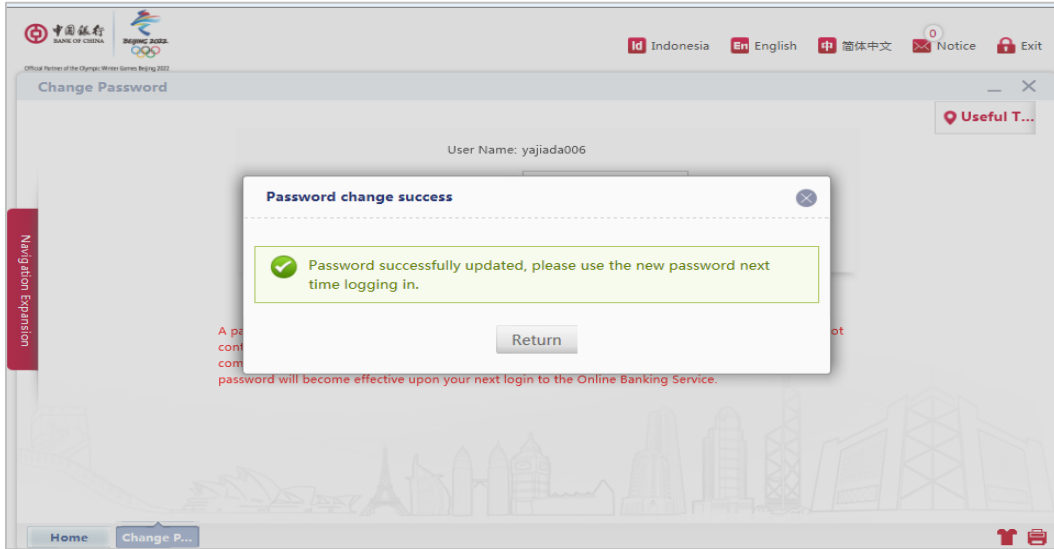 中国银行
BANK OF CHINA
BEIJING 2022
Official Partner of the Olympic Winter Games Beijing 2022
Id Indonesia En English 中 简体中文 0 Notice Exit
Change Password
Useful T...
User Name: yajiada006
Password change success
Password successfully updated, please use the new password next
time logging in.
Return
Navigation Expansion
A pa
ot
cont
com
password will become effective upon your next login to the Online Banking Service.
Home Change P...